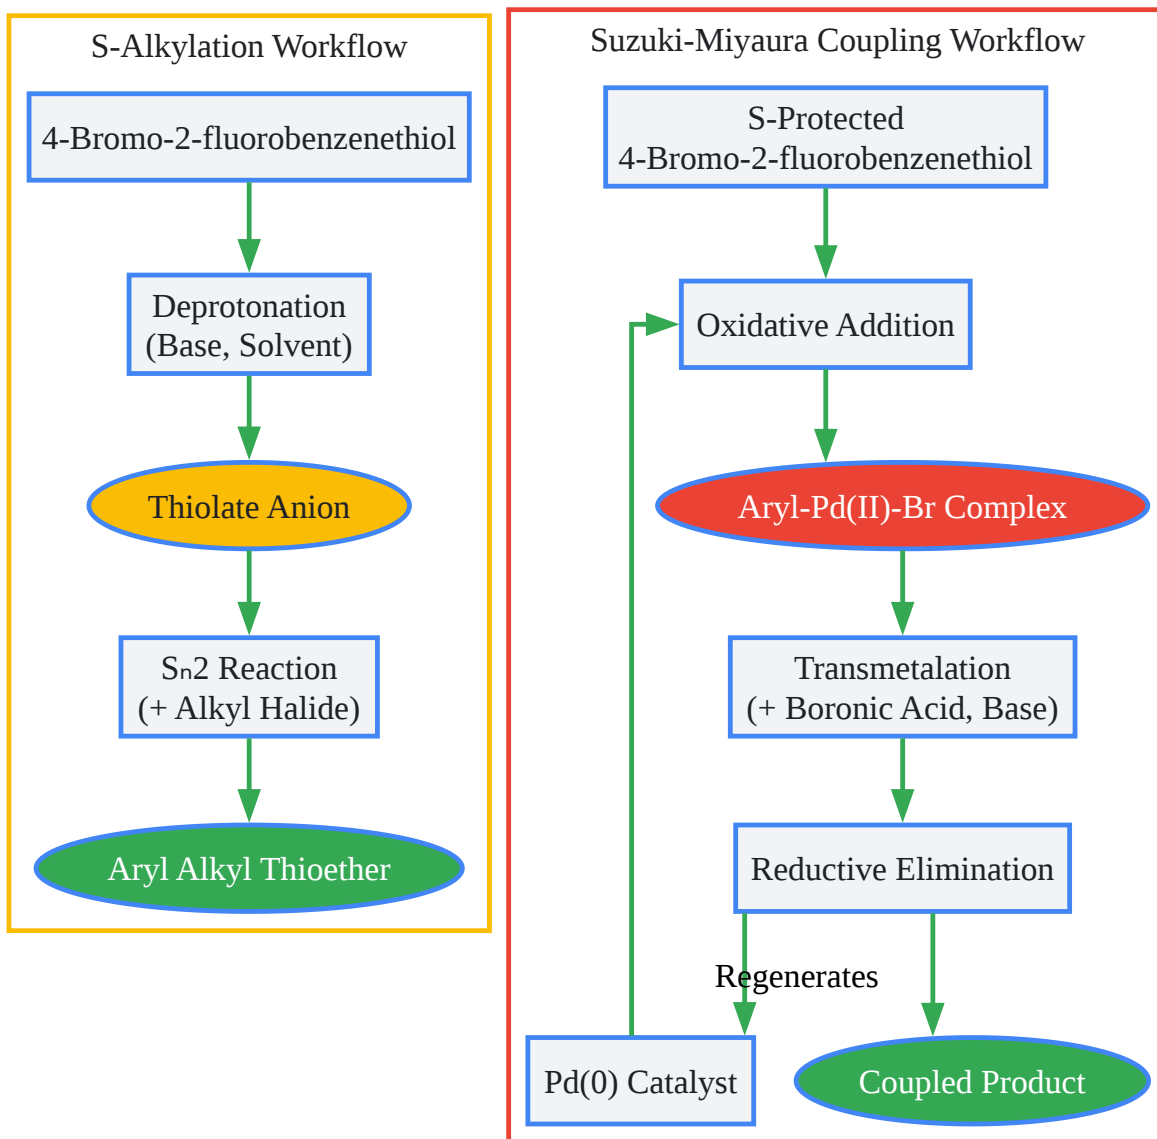 S-Alkylation Workflow
4-Bromo-2-fluorobenzenethiol
Deprotonation
(Base, Solvent)
Thiolate Anion
Sₙ2 Reaction
(+ Alkyl Halide)
Aryl Alkyl Thioether
Suzuki-Miyaura Coupling Workflow
S-Protected
4-Bromo-2-fluorobenzenethiol
Oxidative Addition
Aryl-Pd(II)-Br Complex
Transmetalation
(+ Boronic Acid, Base)
Reductive Elimination
Regenerates
Pd(0) Catalyst
Coupled Product